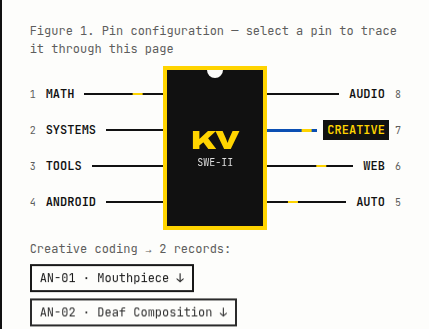 Figure 1. Pin configuration — select a pin to trace
it through this page
1 MATH AUDIO 8
2 SYSTEMS CREATIVE 7
KV
SWE-II
3 TOOLS WEB 6
4 ANDROID AUTO 5
Creative coding → 2 records:
AN-01 · Mouthpiece ↓
AN-02 · Deaf Composition ↓